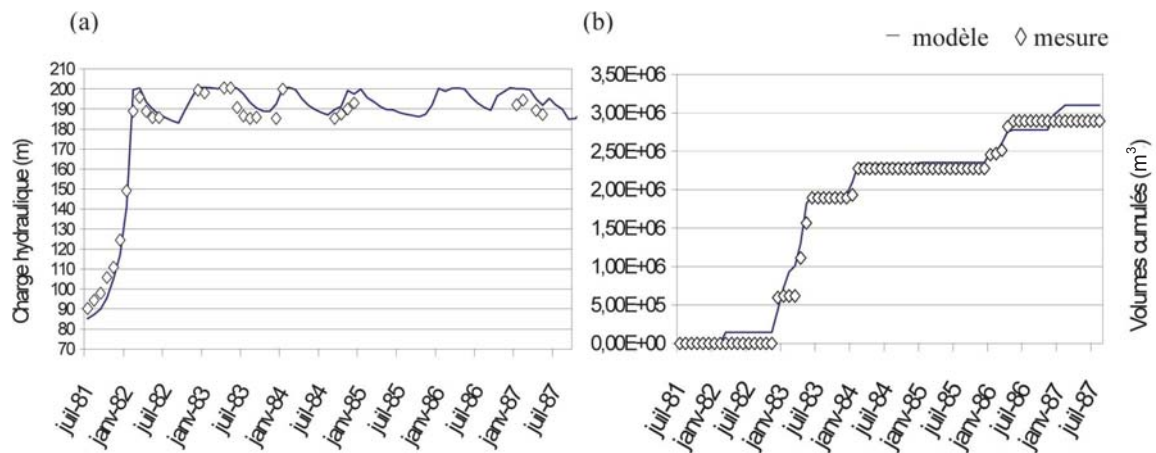 (a)
(b)
modèle
mesure
210
200
190
180
170
160
150
140
130
120
110
100
90
80
70
Charge hydraulique (m)
juil-81
janv-82
juil-82
janv-83
juil-83
janv-84
juil-84
janv-85
juil-85
janv-86
juil-86
janv-87
juil-87
3,50E+06
3,00E+06
2,50E+06
2,00E+06
1,50E+06
1,00E+06
5,00E+05
0,00E+00
Volumes cumulés (m³)
juil-81
janv-82
juil-82
janv-83
juil-83
janv-84
juil-84
janv-85
juil-85
janv-86
juil-86
janv-87
juil-87